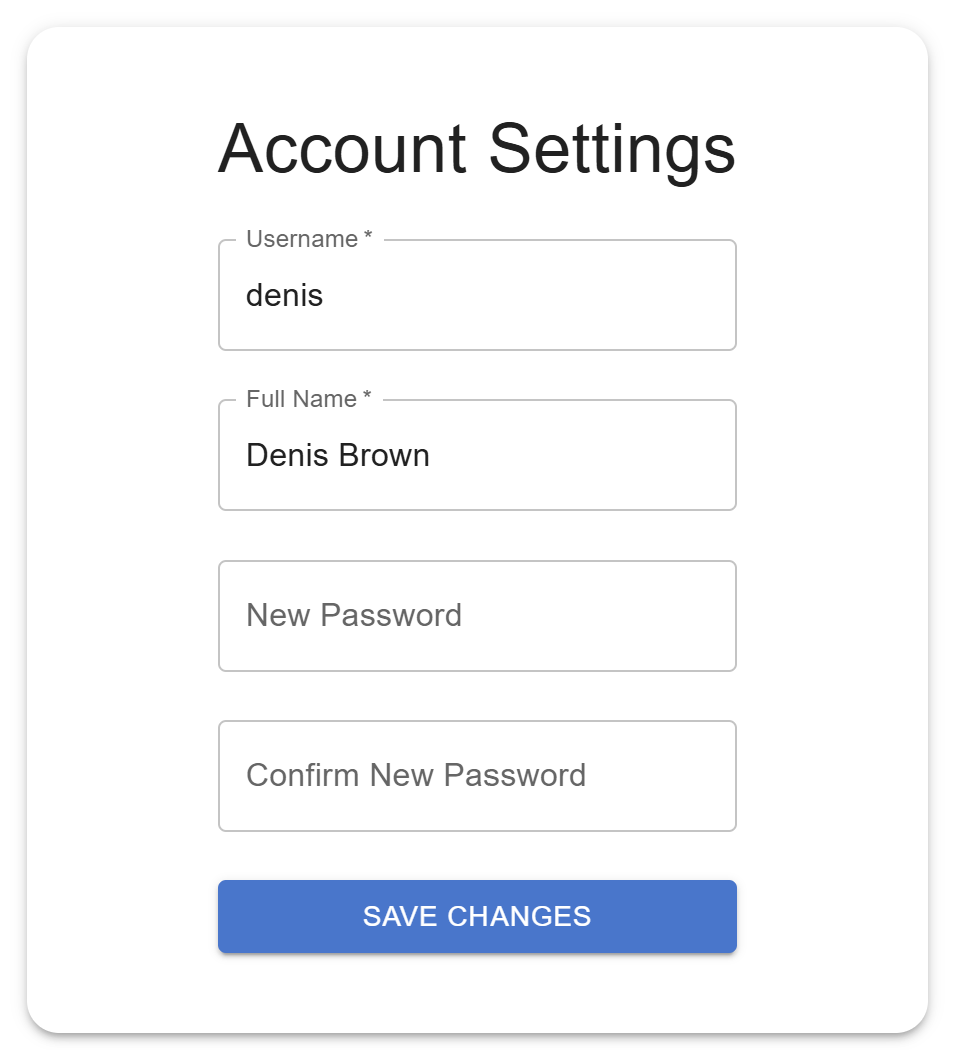 Account Settings
Username *
denis
Full Name *
Denis Brown
New Password
Confirm New Password
SAVE CHANGES